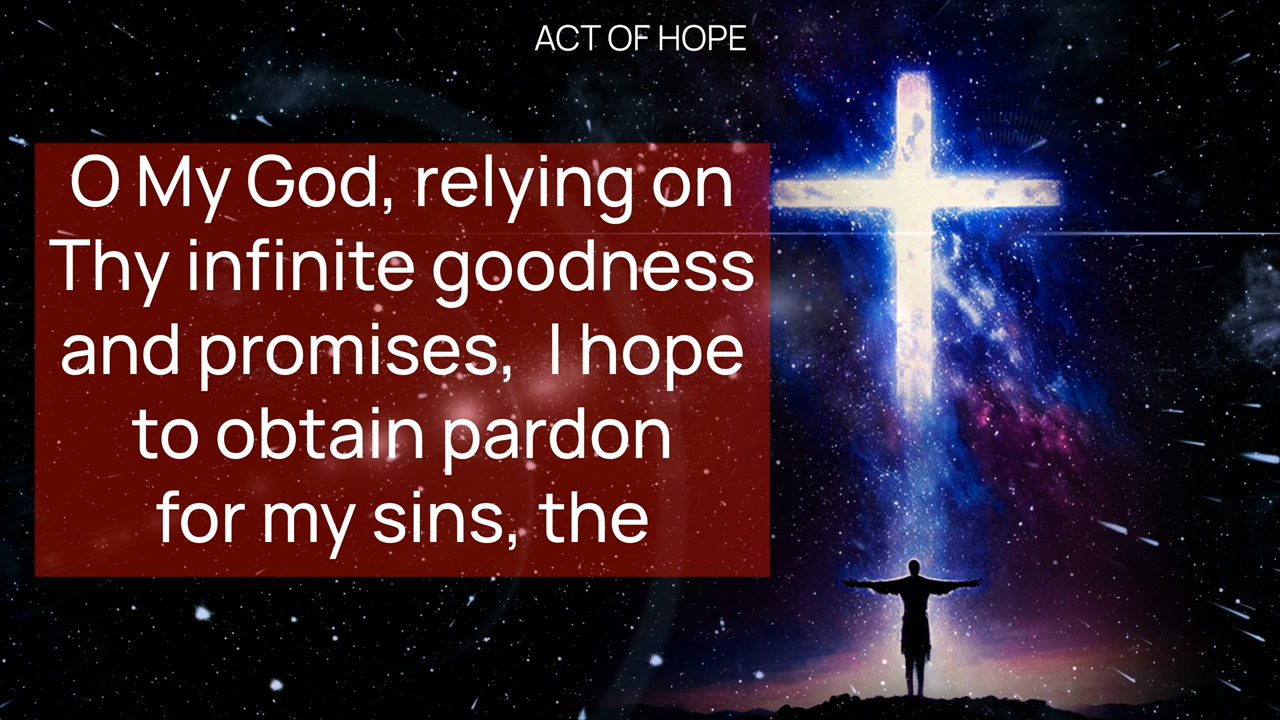 ACT OF HOPE
O My God, relying on
Thy infinite goodness
and promises,  I hope
to obtain pardon
for my sins, the